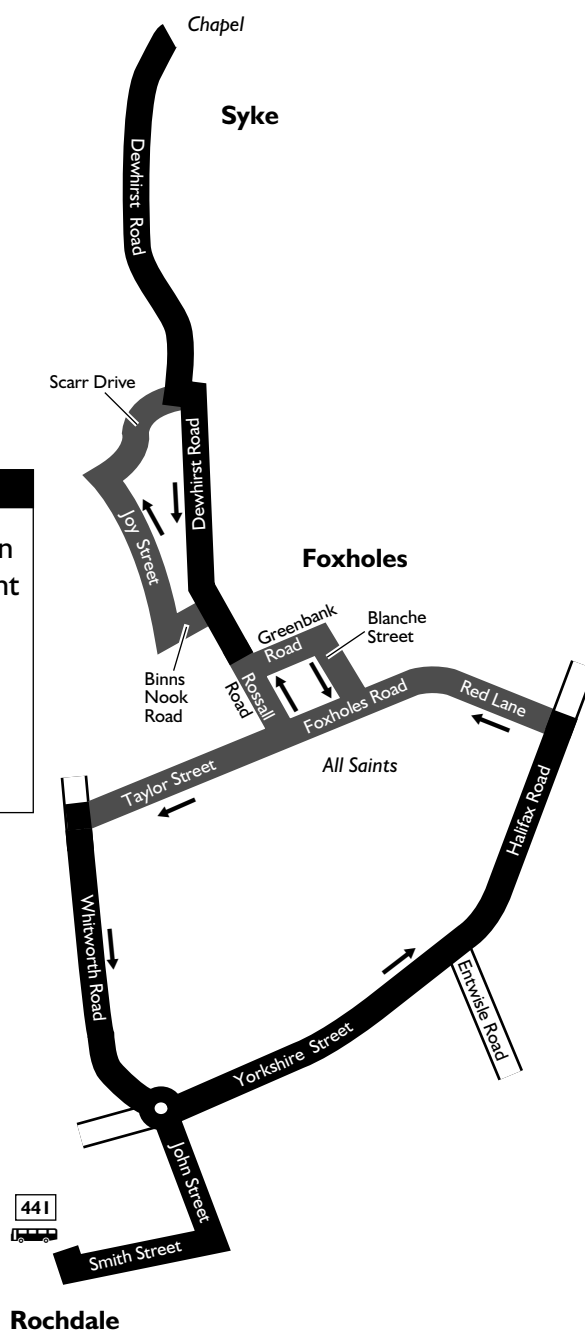 Chapel
Syke
Dewhirst Road
Scarr Drive
Dewhirst Road
Joy Street
n
nt
Foxholes
Greenbank
Road
Blanche
Street
Binns
Nook
Road
Rossall
Road
Foxholes Road
Red Lane
All Saints
Taylor Street
Halifax Road
Whitworth Road
Entwisle Road
Yorkshire Street
John Street
441
Smith Street
Rochdale